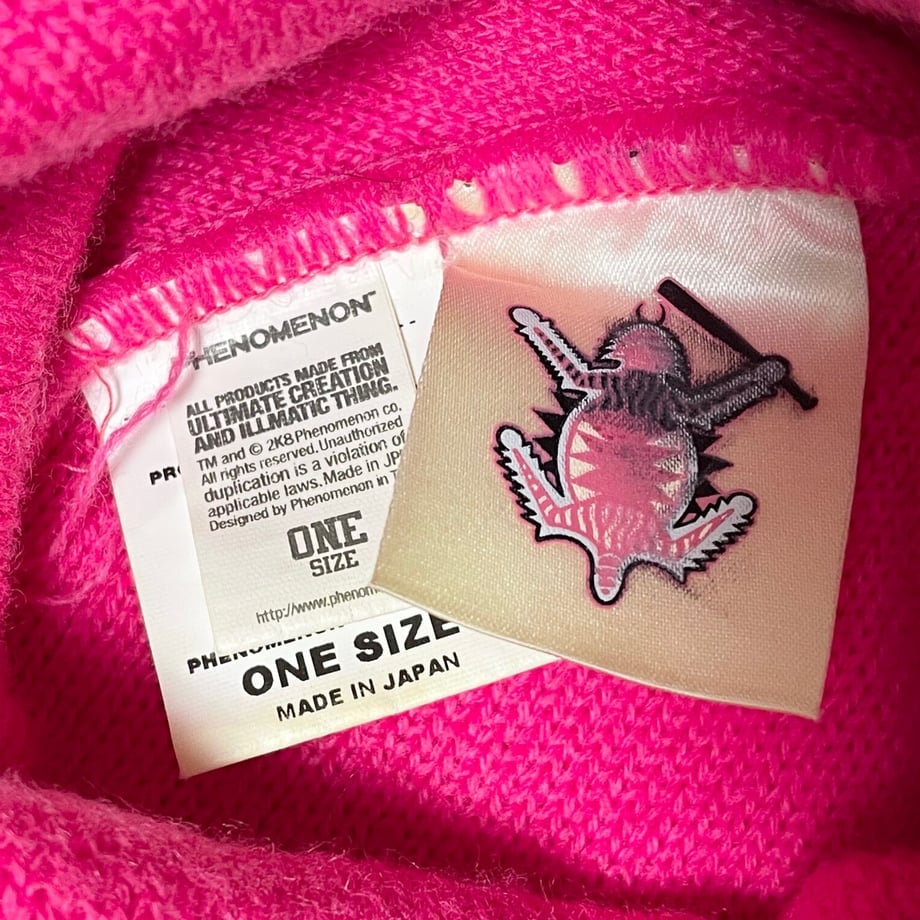 PHENOMENON™
ALL PRODUCTS MADE FROM
ULTIMATE CREATION
AND ILLMATIC THING.
TM and © 2K8 Phenomenon co.
All rights reserved. Unauthorized
duplication is a violation of
applicable laws. Made in JP
Designed by Phenomenon in T
ONE
SIZE
http://www.phenom
PR
PHENOMENON
ONE SIZE
MADE IN JAPAN